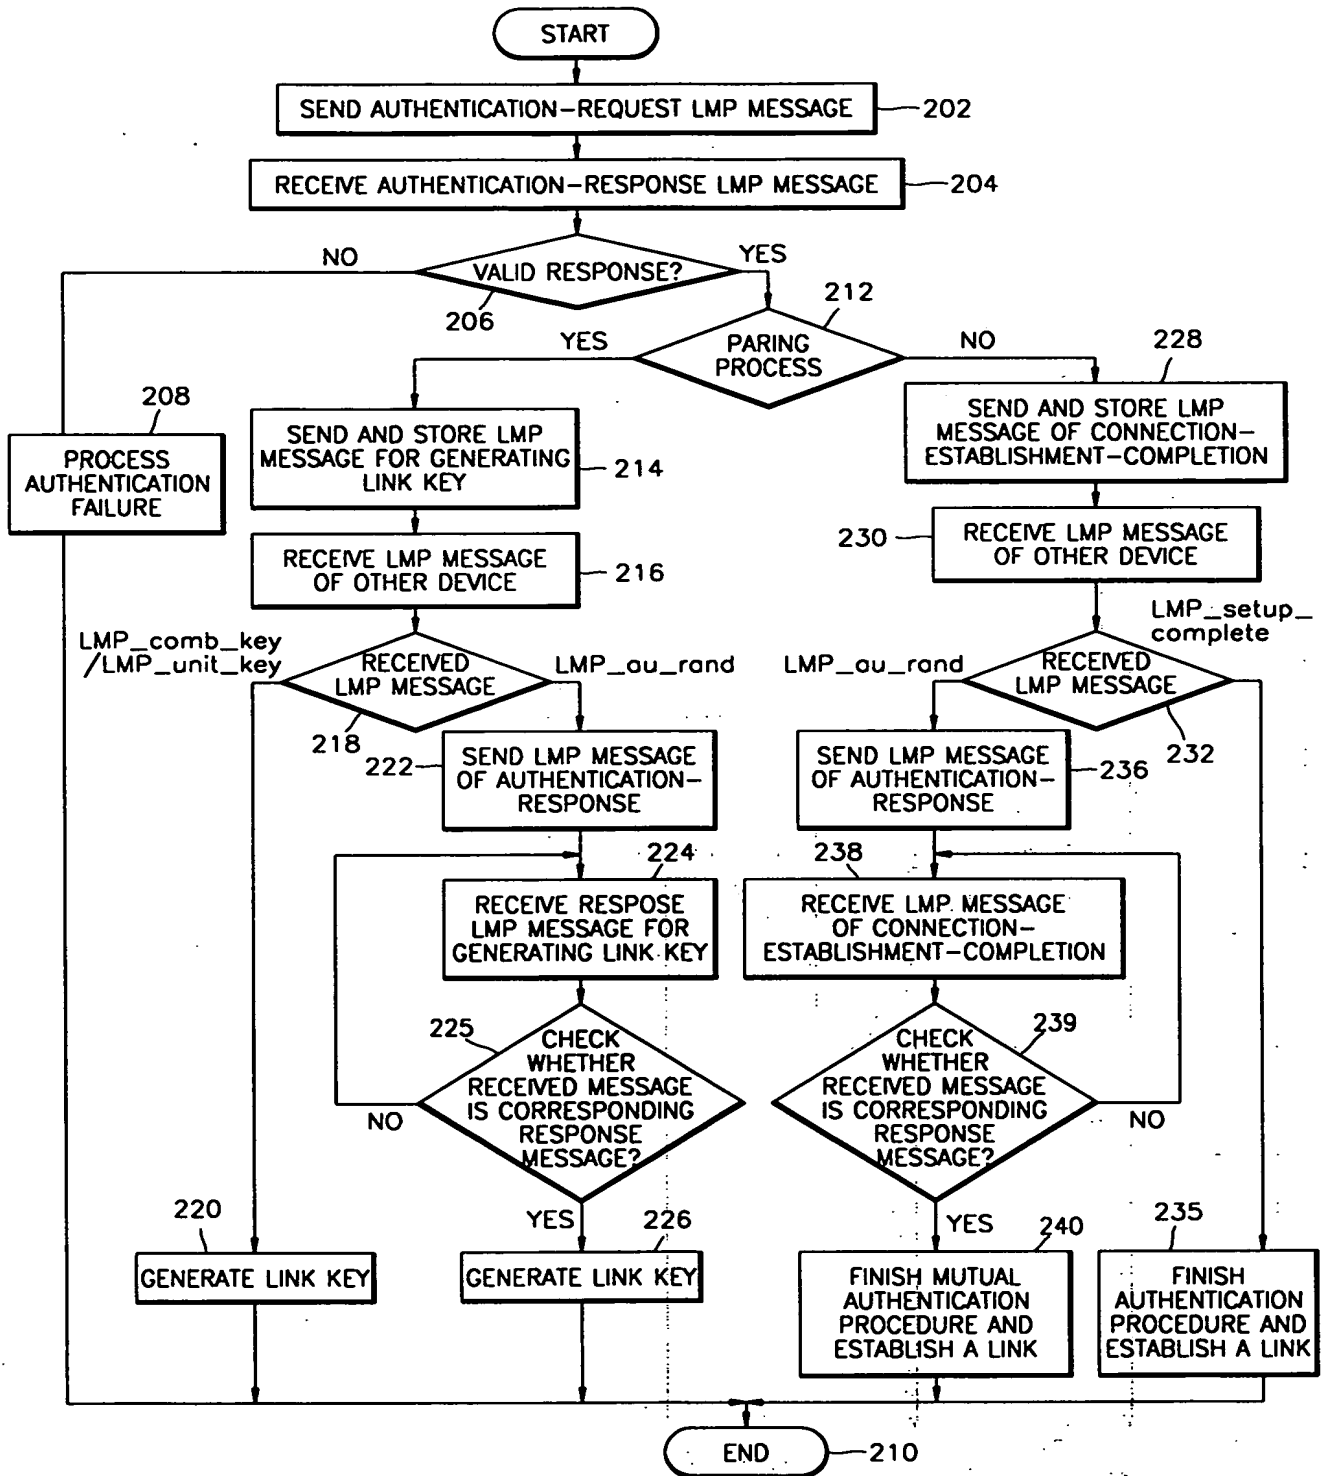 START
SEND AUTHENTICATION-REQUEST LMP MESSAGE
202
RECEIVE AUTHENTICATION-RESPONSE LMP MESSAGE
204
NO
VALID RESPONSE?
YES
206
212
YES
PARING
PROCESS
NO
228
208
PROCESS
AUTHENTICATION
FAILURE
SEND AND STORE LMP
MESSAGE FOR GENERATING
LINK KEY
214
SEND AND STORE LMP
MESSAGE OF CONNECTION-
ESTABLISHMENT-COMPLETION
RECEIVE LMP MESSAGE
OF OTHER DEVICE
216
230
RECEIVE LMP MESSAGE
OF OTHER DEVICE
LMP_comb_key
/LMP_unit_key
RECEIVED
LMP MESSAGE
LMP_au_rand
218
LMP_au_rand
RECEIVED
LMP MESSAGE
LMP_setup_
complete
232
222
SEND LMP MESSAGE
OF AUTHENTICATION-
RESPONSE
SEND LMP MESSAGE
OF AUTHENTICATION-
RESPONSE
236
224
RECEIVE RESPOSE
LMP MESSAGE FOR
GENERATING LINK KEY
238
RECEIVE LMP MESSAGE
OF CONNECTION-
ESTABLISHMENT-COMPLETION
225
CHECK
WHETHER
RECEIVED MESSAGE
IS CORRESPONDING
RESPONSE
MESSAGE?
NO
239
CHECK
WHETHER
RECEIVED MESSAGE
IS CORRESPONDING
RESPONSE
MESSAGE?
NO
220
GENERATE LINK KEY
YES
226
GENERATE LINK KEY
YES
240
FINISH MUTUAL
AUTHENTICATION
PROCEDURE AND
ESTABLISH A LINK
235
FINISH
AUTHENTICATION
PROCEDURE AND
ESTABLISH A LINK
END
210